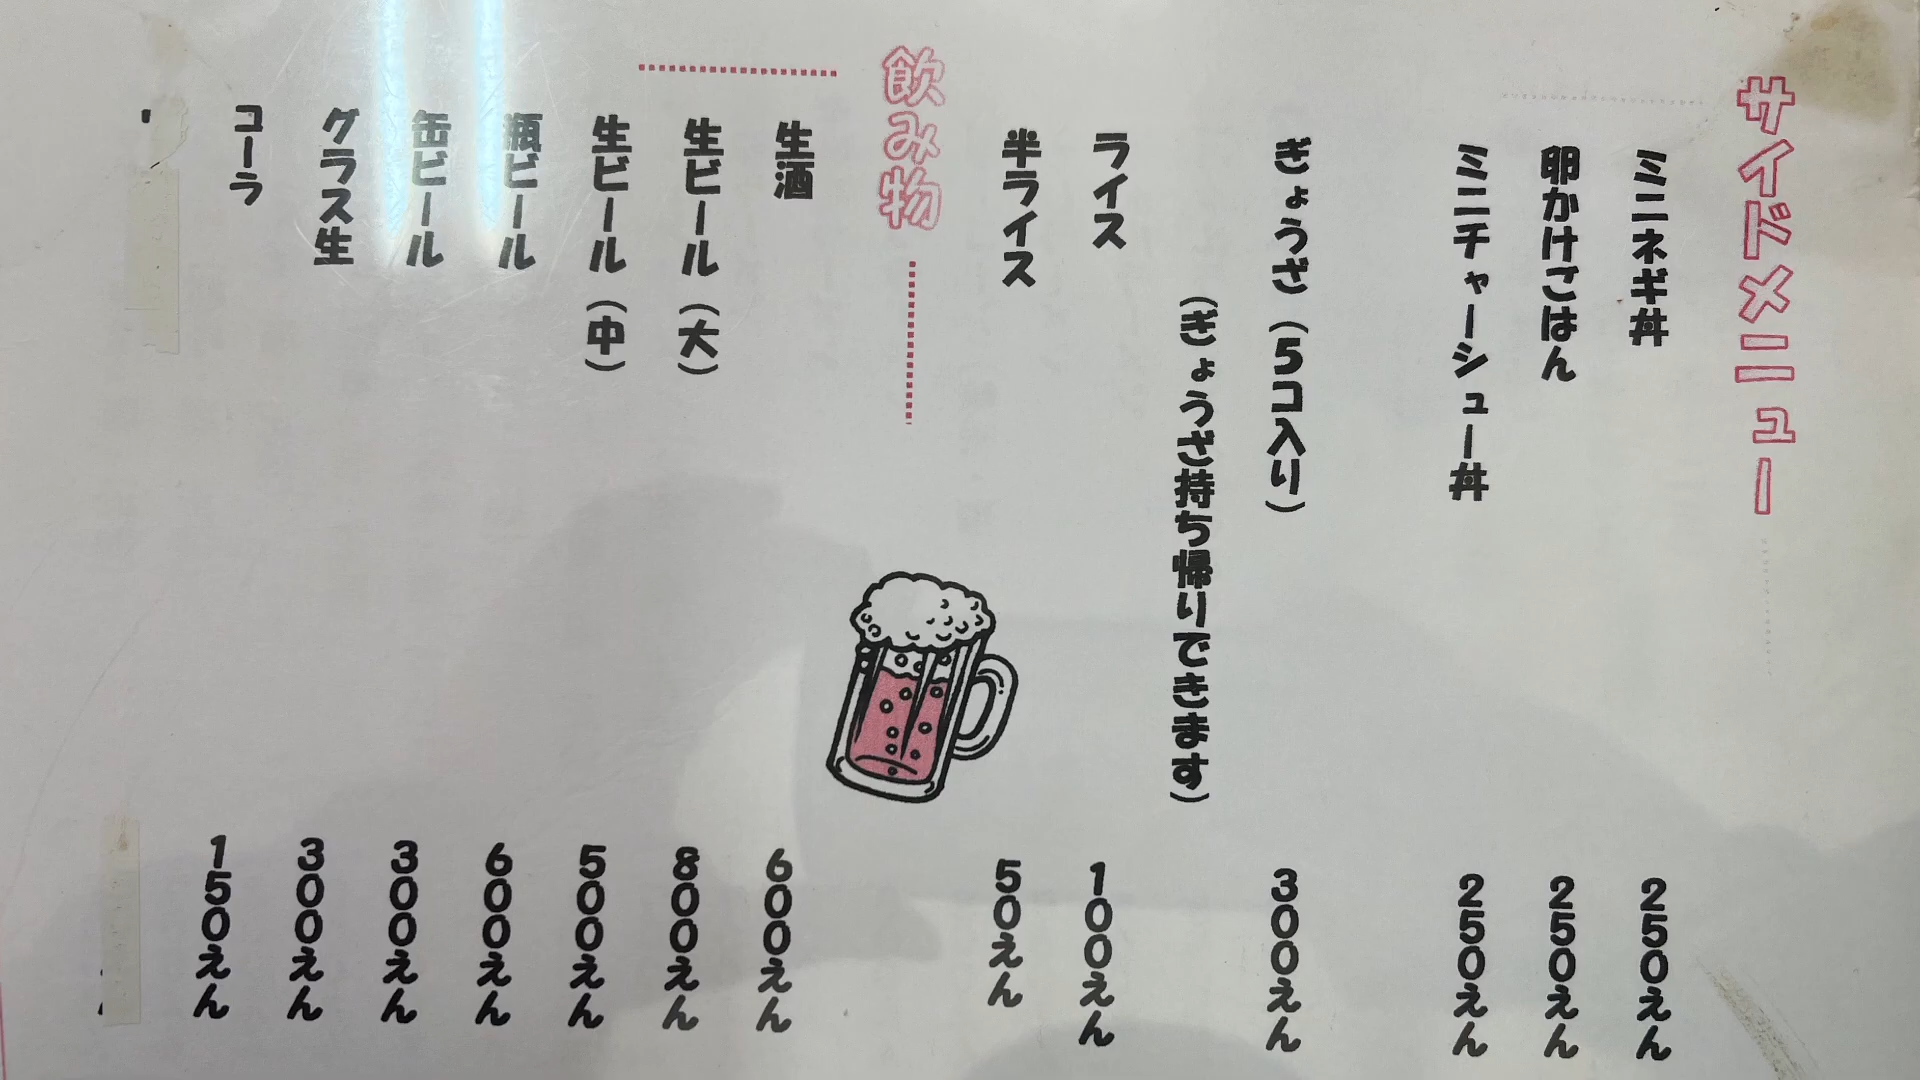 サイドメニュー
ミニネギ丼 250えん
卵かけごはん 250えん
ミニチャーシュー丼 250えん
ぎょうざ(5コ入り) 300えん
(ぎょうざ持ち帰りできます)
ライス 100えん
半ライス 50えん
飲み物
生酒 600えん
生ビール(大) 800えん
生ビール(中) 500えん
瓶ビール 600えん
缶ビール 300えん
グラス生 300えん
コーラ 150えん